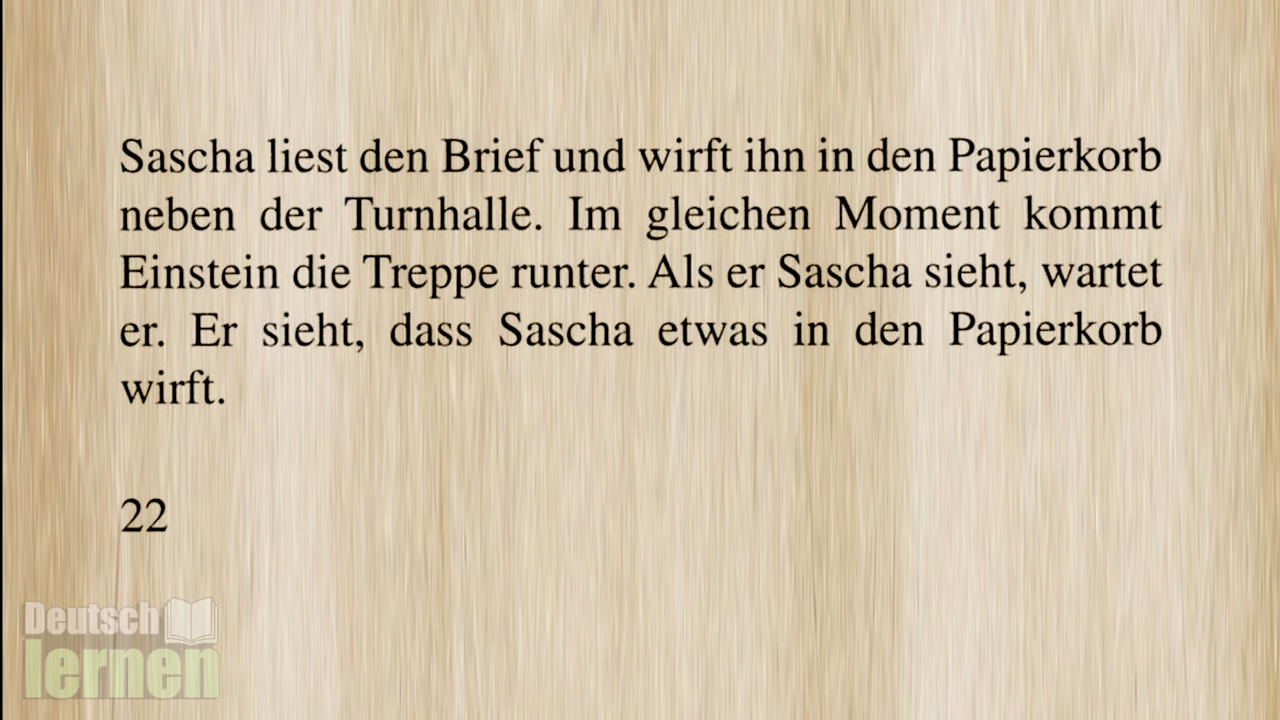 Sascha liest den Brief und wirft ihn in den Papierkorb
neben der Turnhalle. Im gleichen Moment kommt
Einstein die Treppe runter. Als er Sascha sieht, wartet
er. Er sieht, dass Sascha etwas in den Papierkorb
wirft.
22
Deutsch
lernen